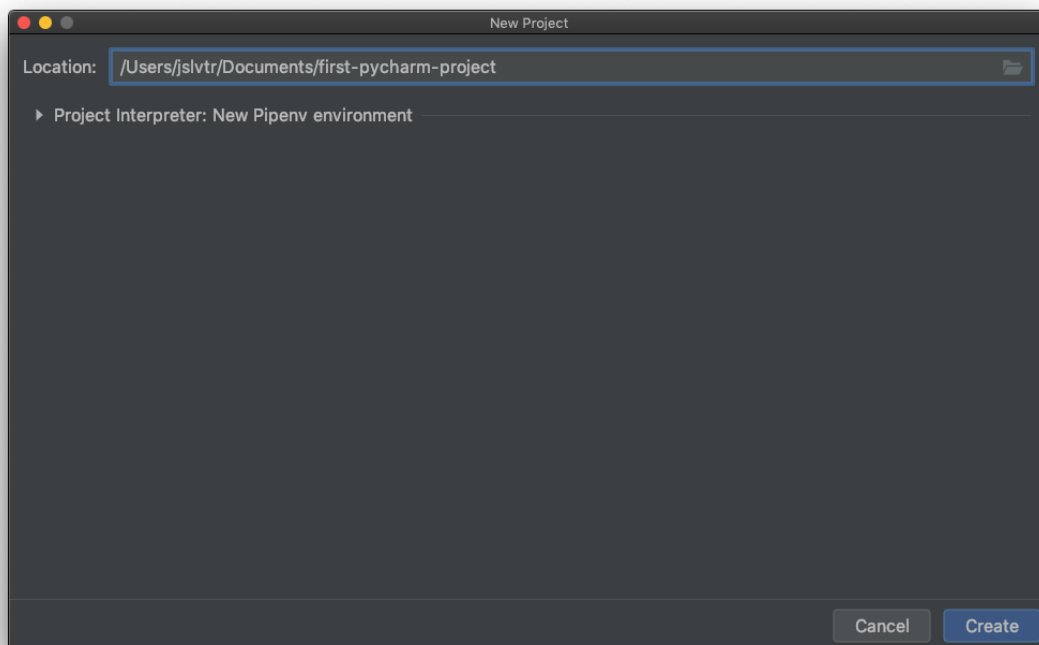 New Project
Location: /Users/jslvtr/Documents/first-pycharm-project
Project Interpreter: New Pipenv environment
Cancel Create